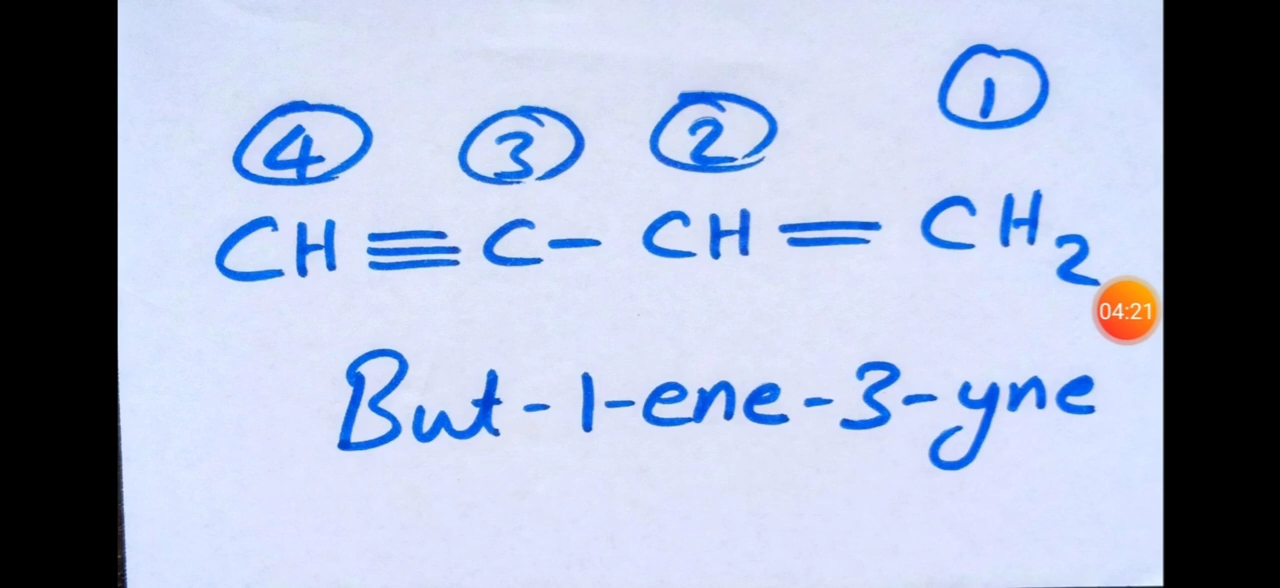 ④ ③ ② ①
CH≡C-CH=CH₂
04:21
But-1-ene-3-yne